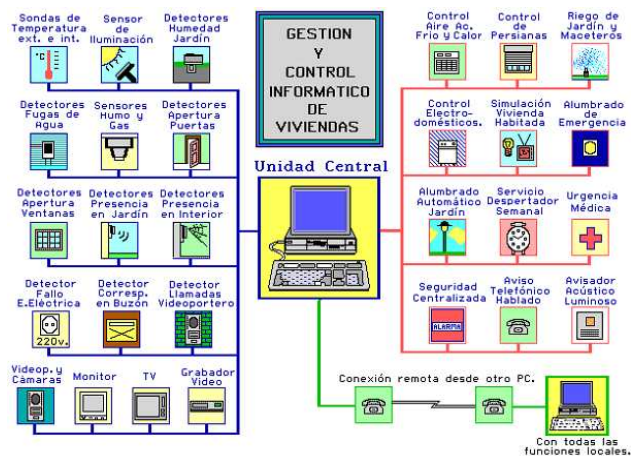 Sondas de
Temperatura
ext. e int.
Sensor
de
Iluminación
Detectores
Humedad
Jardín
°C
GESTION
Y
CONTROL
INFORMATICO
DE
VIVIENDAS
Control
Aire Ac.
Frio y Calor
Control
de
Persianas
Riego de
Jardín y
Maceteros
Detectores
Fugas de
Agua
Sensores
Humo y
Gas
Detectores
Apertura
Puertas
Control
Electro-
domésticos.
Simulación
Vivienda
Habitada
Alumbrado
de
Emergencia
Unidad Central
Detectores
Apertura
Ventanas
Detectores
Presencia
en Jardín
Detectores
Presencia
en Interior
Alumbrado
Automático
Jardín
Servicio
Despertador
Semanal
Urgencia
Médica
Detector
Fallo
E.Eléctrica
220v.
Detector
Corresp.
en Buzón
Detector
Llamadas
Videoportero
Seguridad
Centralizada
ALARMA
Aviso
Telefónico
Hablado
Avisador
Acústico
Luminoso
Videop. y
Cámaras
Monitor
TV
Grabador
Video
Conexión remota desde otro PC.
Con todas las
funciones locales.